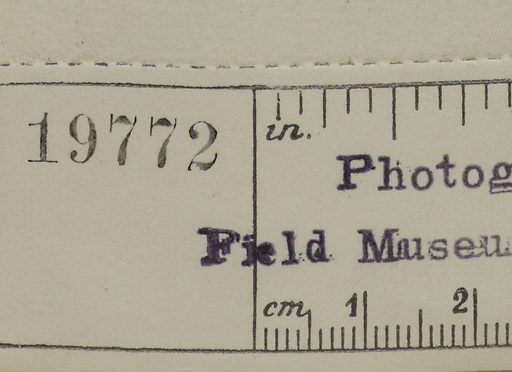 19772
in.
Photog
Field Museu
cm 1 2